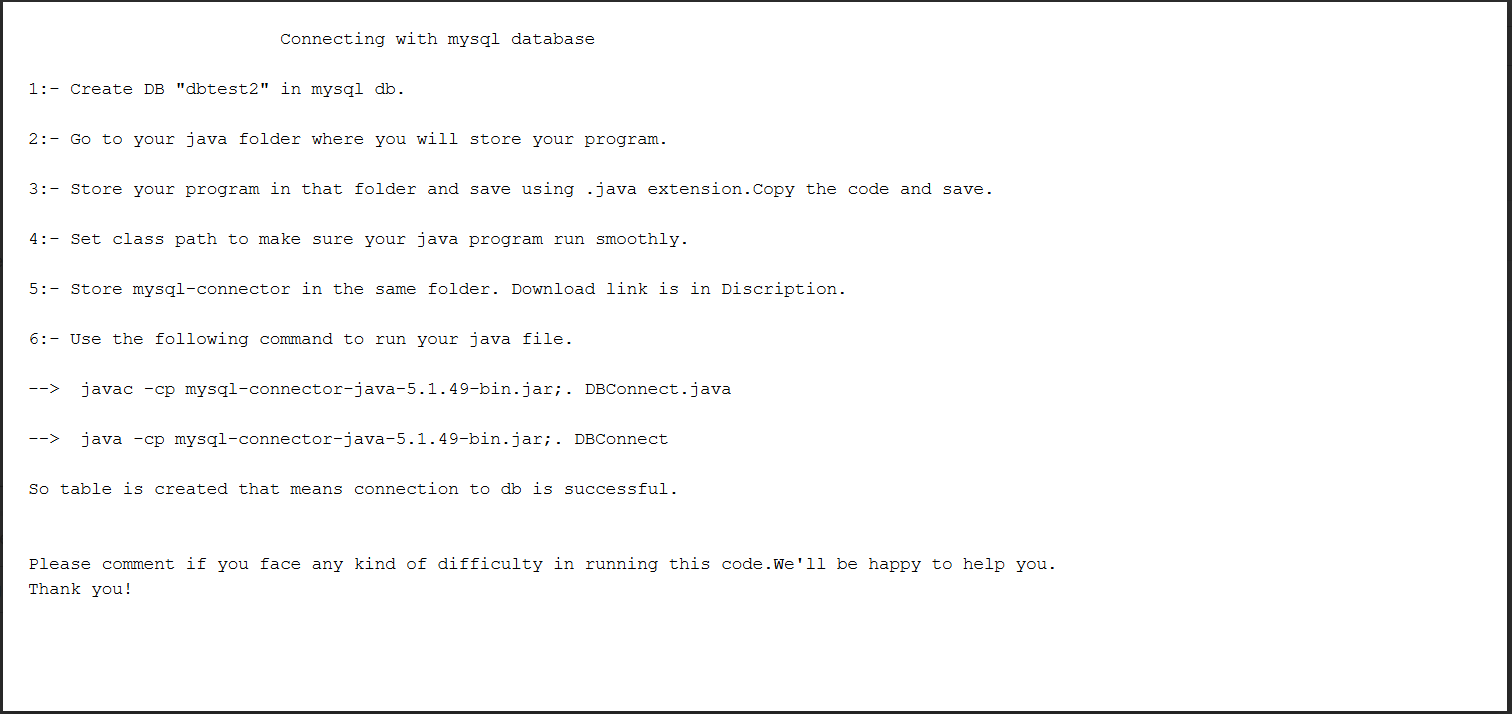 Connecting with mysql database
1:- Create DB "dbtest2" in mysql db.
2:- Go to your java folder where you will store your program.
3:- Store your program in that folder and save using .java extension.Copy the code and save.
4:- Set class path to make sure your java program run smoothly.
5:- Store mysql-connector in the same folder. Download link is in Discription.
6:- Use the following command to run your java file.
-->  javac -cp mysql-connector-java-5.1.49-bin.jar;. DBConnect.java
-->  java -cp mysql-connector-java-5.1.49-bin.jar;. DBConnect
So table is created that means connection to db is successful.
Please comment if you face any kind of difficulty in running this code.We'll be happy to help you.
Thank you!